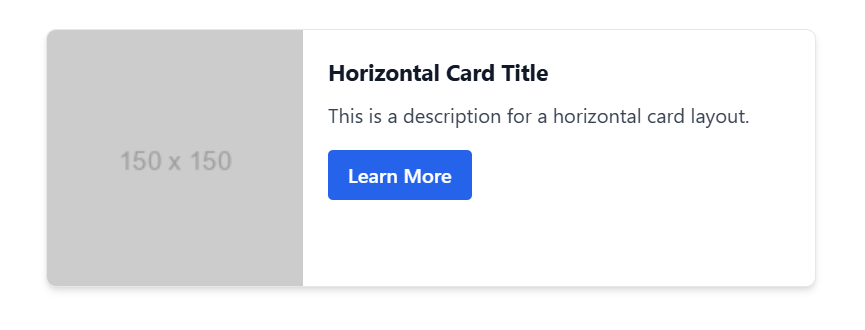 150 x 150
Horizontal Card Title
This is a description for a horizontal card layout.
Learn More